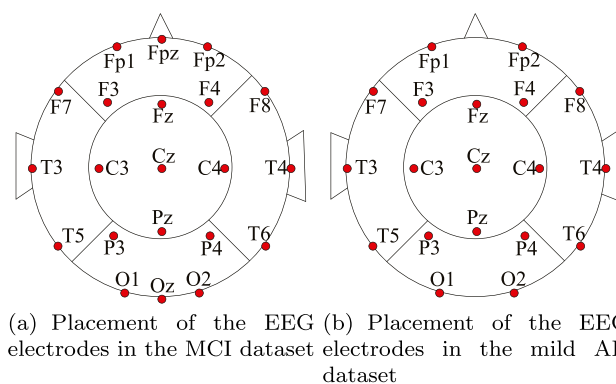 Fp1 Fpz Fp2
F7 F3 Fz F4 F8
T3 C3 Cz C4 T4
T5 P3 Pz P4 T6
O1 Oz O2
(a) Placement of the EEG
electrodes in the MCI dataset
Fp1 Fp2
F7 F3 Fz F4 F8
T3 C3 Cz C4 T4
T5 P3 Pz P4 T6
O1 O2
(b) Placement of the EEG
electrodes in the mild
dataset